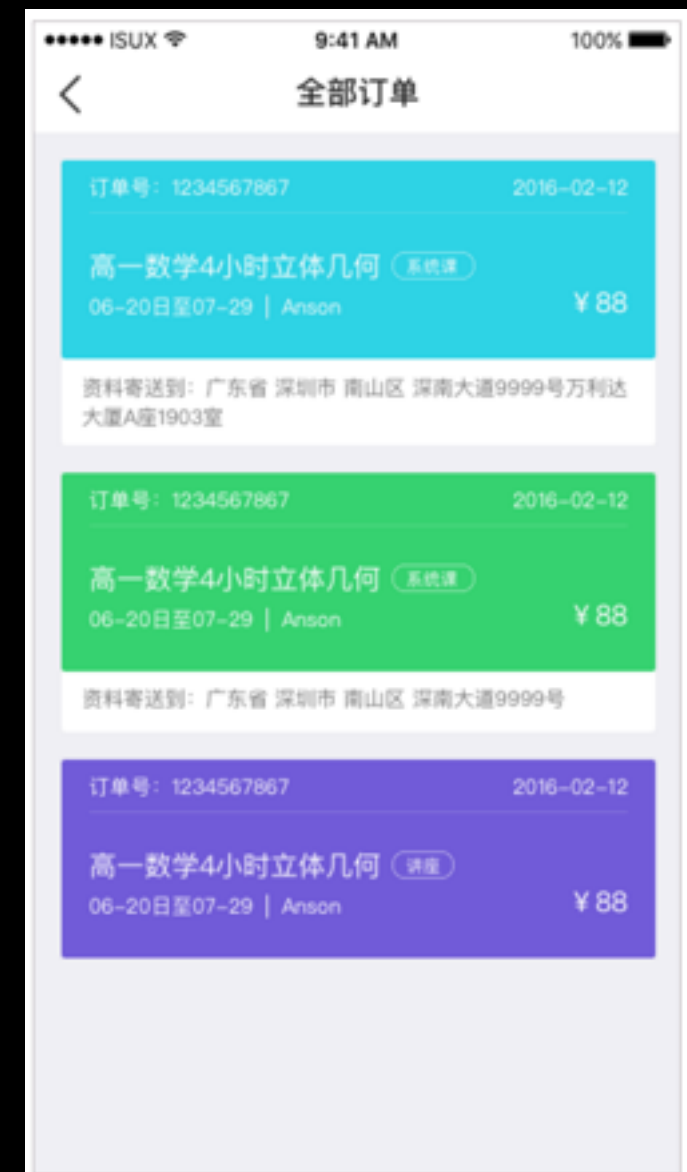 ISUX 9:41 AM 100%
全部订单
订单号：1234567867 2016-02-12
高一数学4小时立体几何 系统课
06-20日至07-29 | Anson ¥88
资料寄送到：广东省 深圳市 南山区 深南大道9999号万利达
大厦A座1903室
订单号：1234567867 2016-02-12
高一数学4小时立体几何 系统课
06-20日至07-29 | Anson ¥88
资料寄送到：广东省 深圳市 南山区 深南大道9999号
订单号：1234567867 2016-02-12
高一数学4小时立体几何 讲座
06-20日至07-29 | Anson ¥88